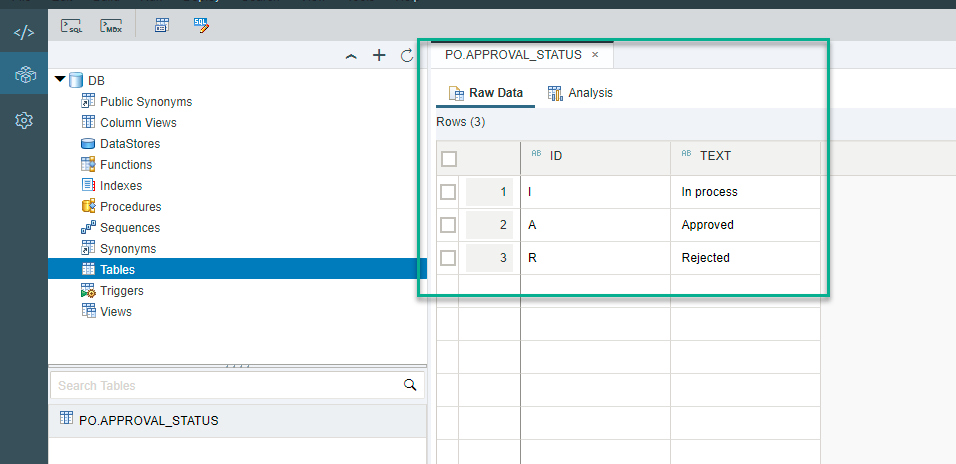 SQL
MDX
SQL
DB
Public Synonyms
Column Views
DataStores
Functions
Indexes
Procedures
Sequences
Synonyms
Tables
Triggers
Views
Search Tables
PO.APPROVAL_STATUS
PO.APPROVAL_STATUS ×
Raw Data Analysis
Rows (3)
AB ID AB TEXT
1 I In process
2 A Approved
3 R Rejected